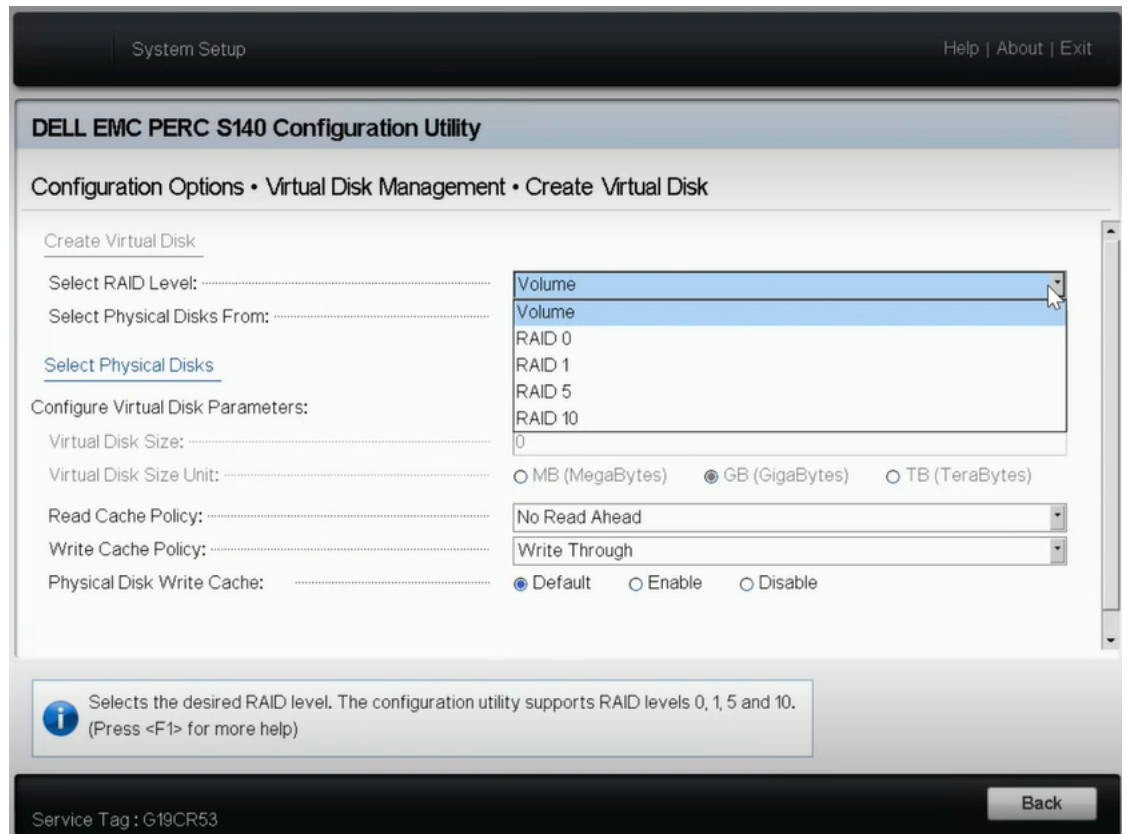 System Setup
Help | About | Exit
DELL EMC PERC S140 Configuration Utility
Configuration Options • Virtual Disk Management • Create Virtual Disk
Create Virtual Disk
Select RAID Level:
Volume
Select Physical Disks From:
Volume
RAID 0
RAID 1
RAID 5
RAID 10
Select Physical Disks
Configure Virtual Disk Parameters:
Virtual Disk Size:
0
Virtual Disk Size Unit:
MB (MegaBytes) GB (GigaBytes) TB (TeraBytes)
Read Cache Policy:
No Read Ahead
Write Cache Policy:
Write Through
Physical Disk Write Cache:
Default Enable Disable
Selects the desired RAID level. The configuration utility supports RAID levels 0, 1, 5 and 10.
(Press <F1> for more help)
Service Tag : G19CR53
Back